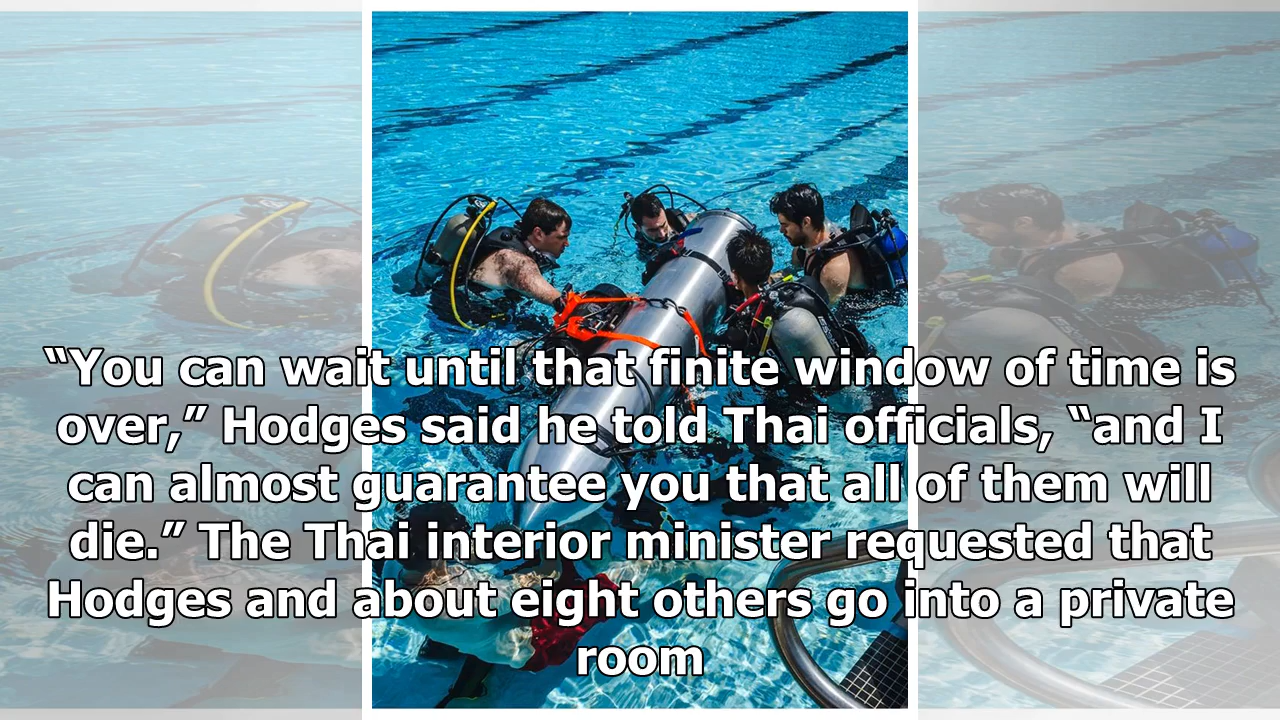 “You can wait until that finite window of time is
over,” Hodges said he told Thai officials, “and I
can almost guarantee you that all of them will
die.” The Thai interior minister requested that
Hodges and about eight others go into a private
room